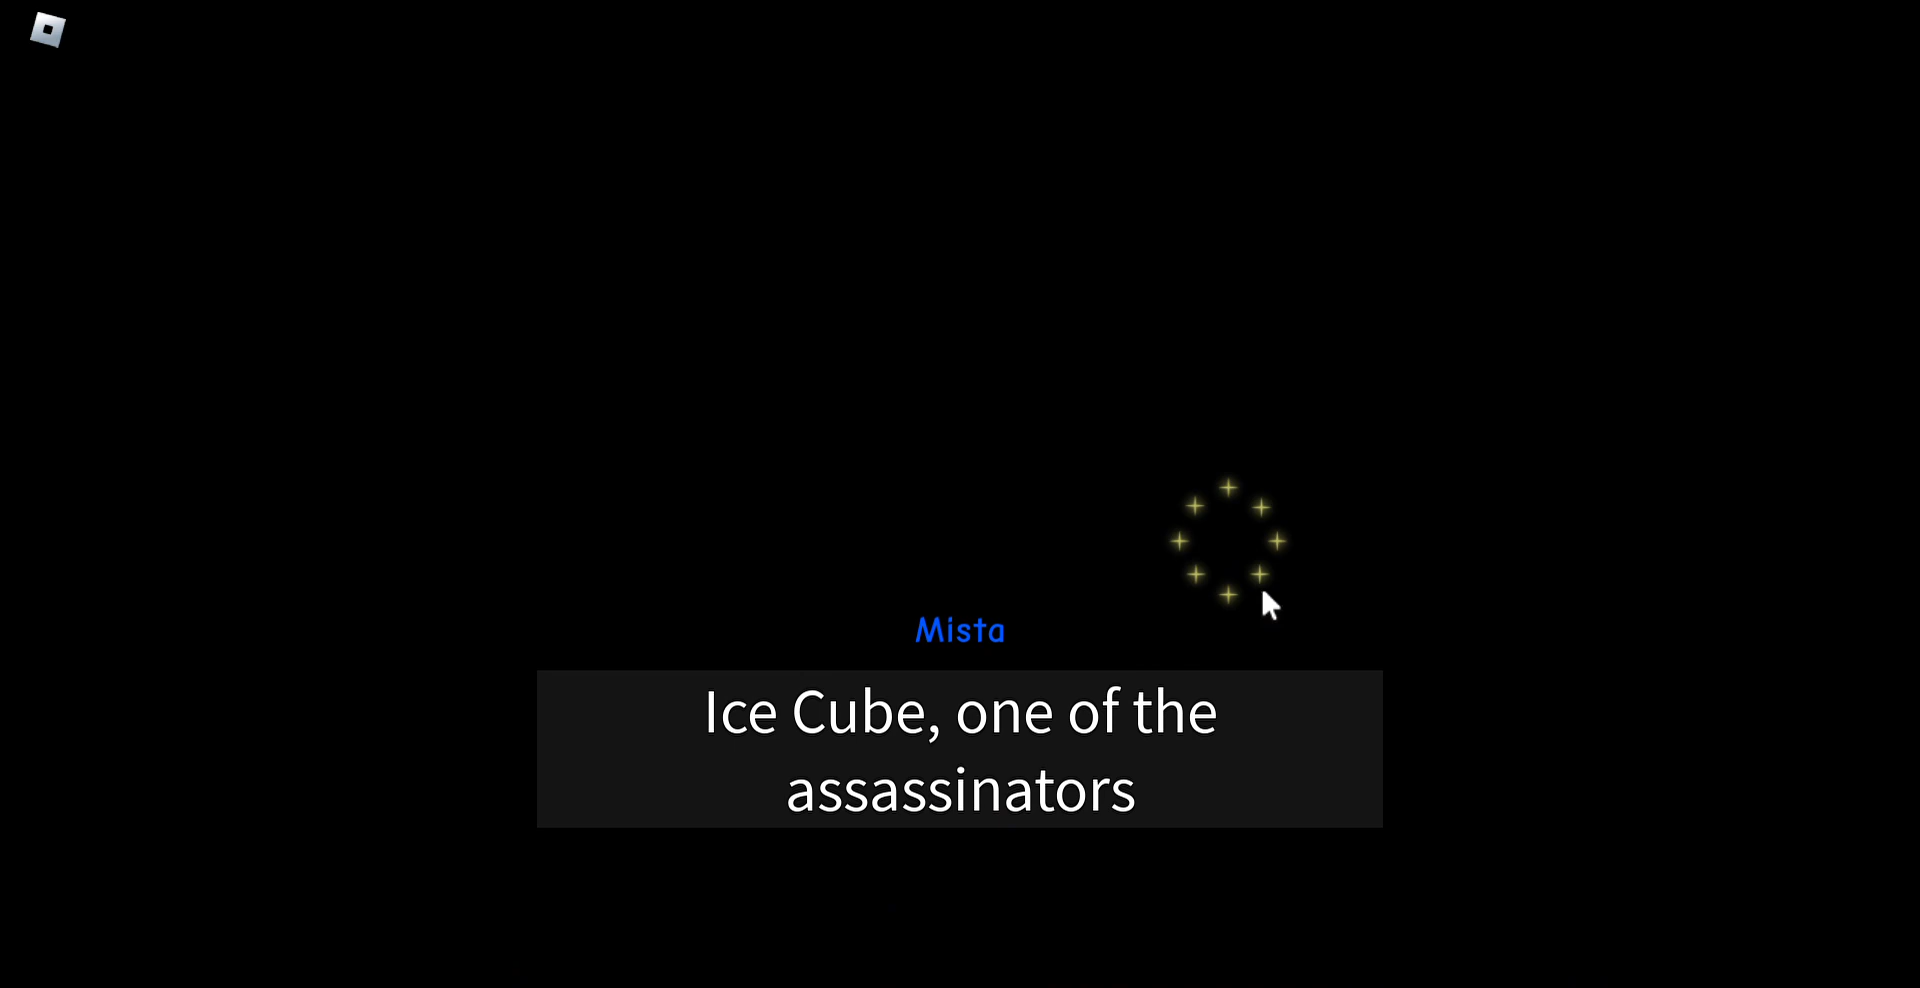 Mista
Ice Cube, one of the
assassinators